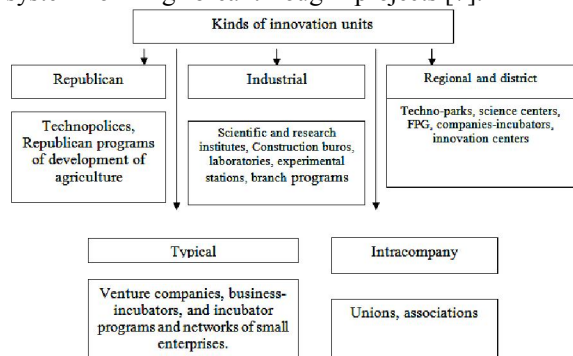 system of
Kinds of innovation units
Republican
Industrial
Regional and district
Technopolices,
Republican programs
of development of
agriculture
Scientific and research
institutes, Construction buros,
laboratories, experimental
stations, branch programs
Techno-parks, science centers,
FPG, companies-incubators,
innovation centers
Typical
Intracompany
Venture companies, business-
incubators, and incubator
programs and networks of small
enterprises.
Unions, associations